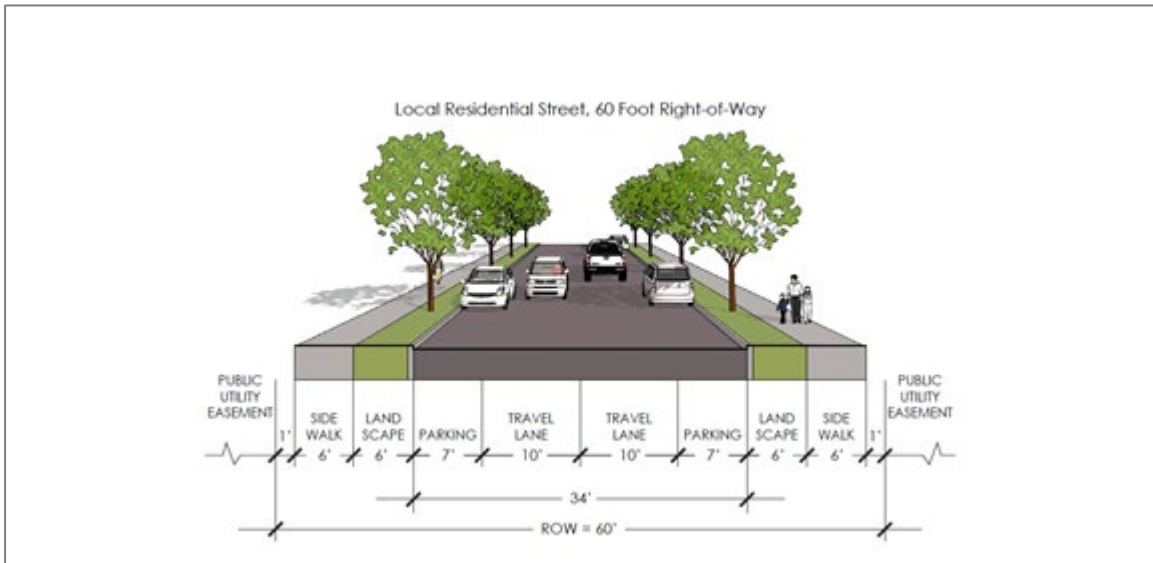 Local Residential Street, 60 Foot Right-of-Way
PUBLIC
UTILITY
EASEMENT
1'
SIDE
WALK
6'
LAND
SCAPE
6'
PARKING
7'
TRAVEL
LANE
10'
TRAVEL
LANE
10'
PARKING
7'
LAND
SCAPE
6'
SIDE
WALK
6'
1'
PUBLIC
UTILITY
EASEMENT
34'
ROW = 60'